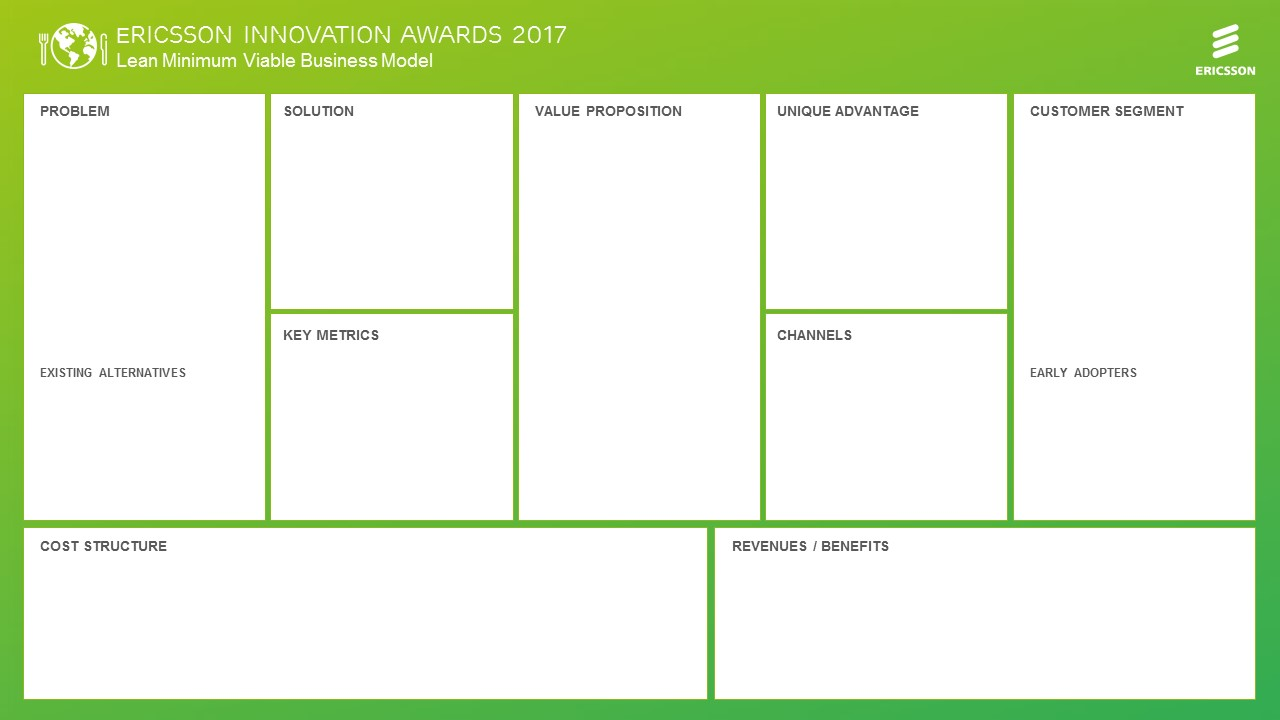 ERICSSON INNOVATION AWARDS 2017
Lean Minimum Viable Business Model
ERICSSON
PROBLEM
EXISTING ALTERNATIVES
SOLUTION
KEY METRICS
VALUE PROPOSITION
UNIQUE ADVANTAGE
CHANNELS
CUSTOMER SEGMENT
EARLY ADOPTERS
COST STRUCTURE
REVENUES / BENEFITS